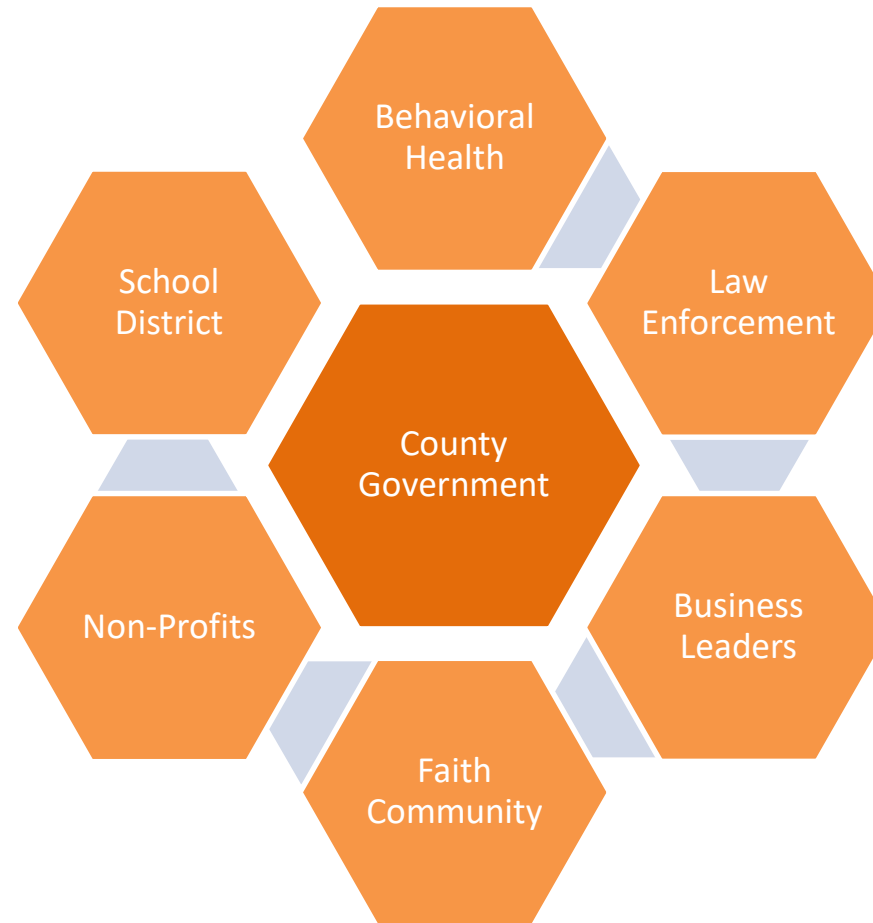 Behavioral
Health
School
District
Law
Enforcement
County
Government
Non-Profits
Business
Leaders
Faith
Community